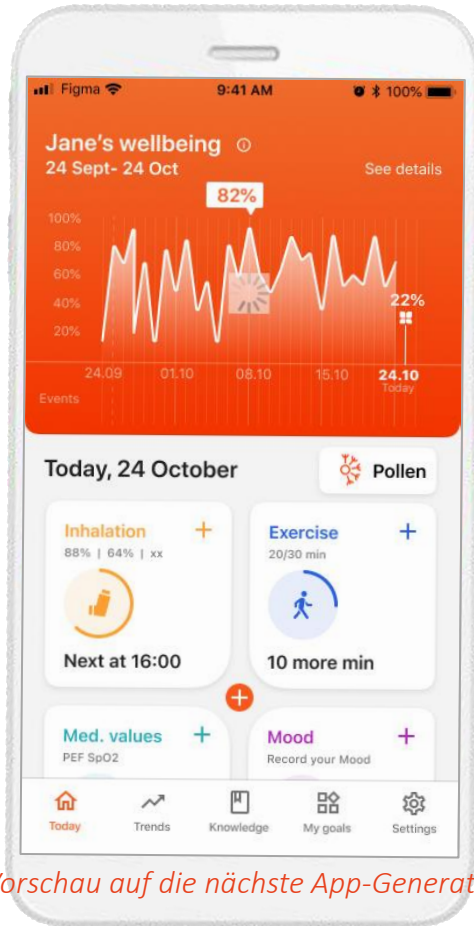 Figma 9:41 AM 100%
Jane's wellbeing
24 Sept- 24 Oct See details
82%
100%
80%
60%
40%
20%
22%
24.09 01.10 08.10 15.10 24.10
Today
Events
Today, 24 October Pollen
Inhalation +
88% | 64% | xx
Next at 16:00
Exercise +
20/30 min
10 more min
+
Med. values +
PEF SpO2
Mood +
Record your Mood
Today Trends Knowledge My goals Settings
Vorschau auf die nächste App-Generat